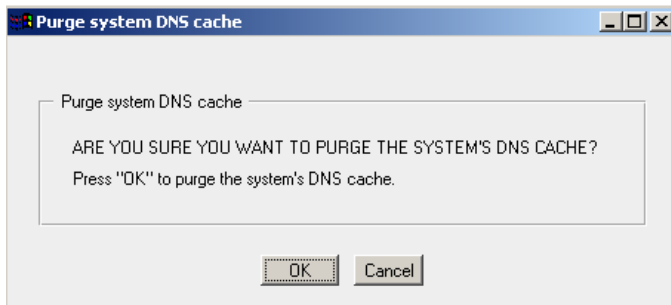 Purge system DNS cache
Purge system DNS cache
ARE YOU SURE YOU WANT TO PURGE THE SYSTEM'S DNS CACHE?
Press "OK" to purge the system's DNS cache.
OK Cancel